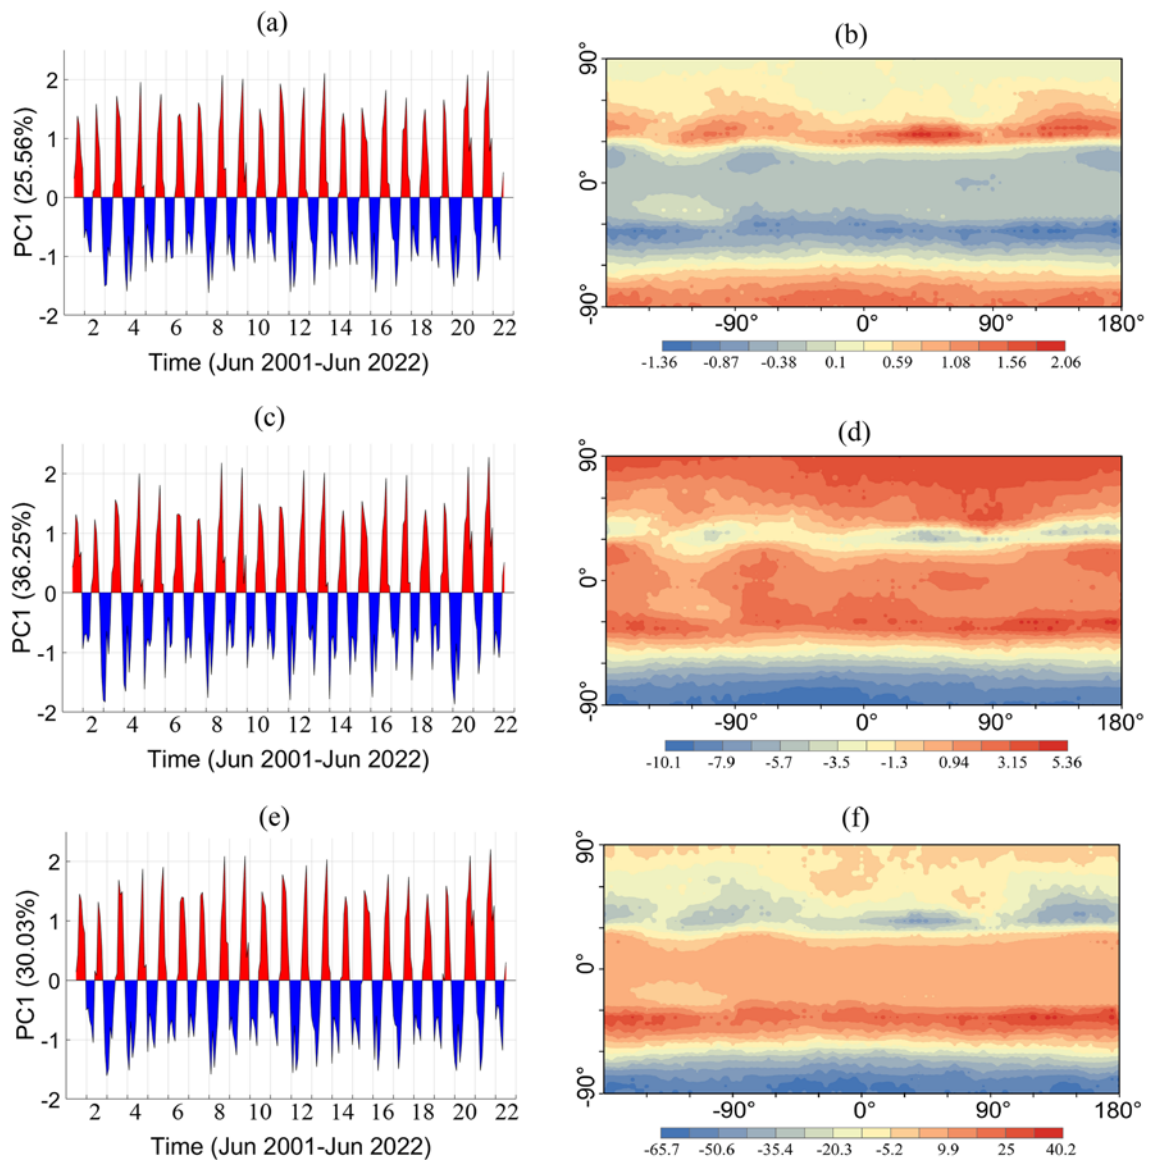 (a)
PC1 (25.56%)
2
1
0
-1
-2
2 4 6 8 10 12 14 16 18 20 22
Time (Jun 2001-Jun 2022)
(b)
90°
0°
-90°
-90° 0° 90° 180°
-1.36 -0.87 -0.38 0.1 0.59 1.08 1.56 2.06
(c)
PC1 (36.25%)
2
1
0
-1
-2
2 4 6 8 10 12 14 16 18 20 22
Time (Jun 2001-Jun 2022)
(d)
90°
0°
-90°
-90° 0° 90° 180°
-10.1 -7.9 -5.7 -3.5 -1.3 0.94 3.15 5.36
(e)
PC1 (30.03%)
2
1
0
-1
-2
2 4 6 8 10 12 14 16 18 20 22
Time (Jun 2001-Jun 2022)
(f)
90°
0°
-90°
-90° 0° 90° 180°
-65.7 -50.6 -35.4 -20.3 -5.2 9.9 25 40.2